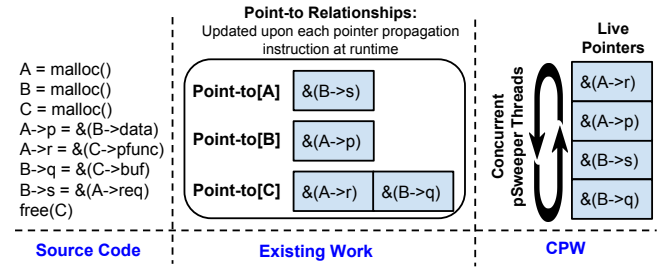 Point-to Relationships:
Updated upon each pointer propagation
instruction at runtime
A = malloc()
B = malloc()
C = malloc()
A->p = &(B->data)
A->r = &(C->pfunc)
B->q = &(C->buf)
B->s = &(A->req)
free(C)
Point-to[A] &(B->s)
Point-to[B] &(A->p)
Point-to[C] &(A->r) &(B->q)
Concurrent
pSweeper Threads
Live
Pointers
&(A->r)
&(A->p)
&(B->s)
&(B->q)
Source Code
Existing Work
CPW